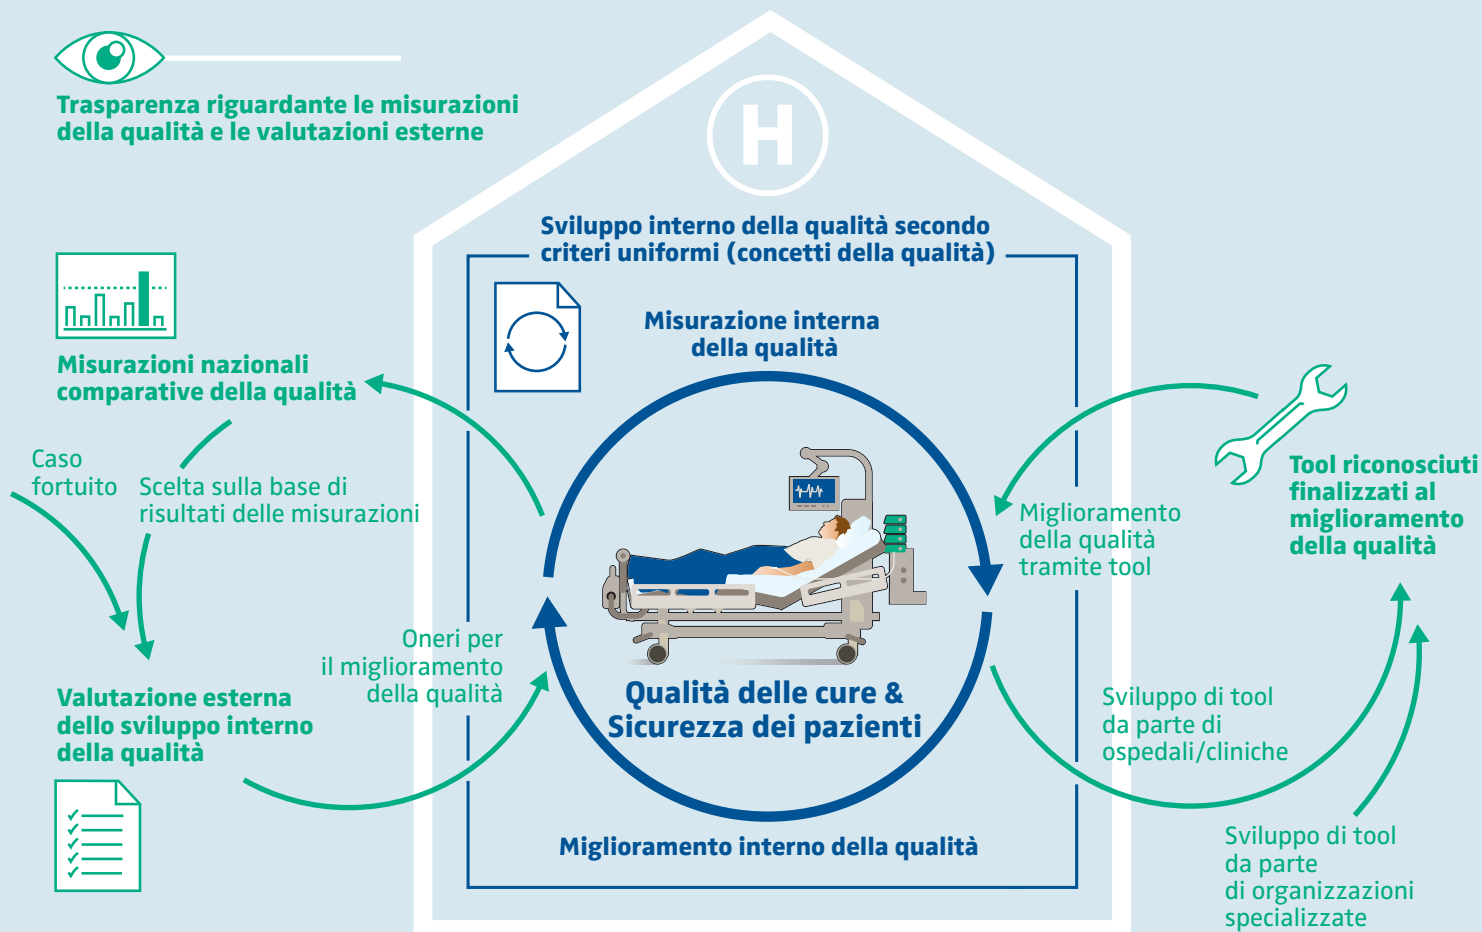 Trasparenza riguardante le misurazioni
della qualità e le valutazioni esterne
H
Sviluppo interno della qualità secondo
criteri uniformi (concetti della qualità)
Misurazione interna
della qualità
Misurazioni nazionali
comparative della qualità
Caso
fortuito
Scelta sulla base di
risultati delle misurazioni
Valutazione esterna
dello sviluppo interno
della qualità
Oneri per
il miglioramento
della qualità
Qualità delle cure &
Sicurezza dei pazienti
Miglioramento interno della qualità
Miglioramento
della qualità
tramite tool
Tool riconosciuti
finalizzati al
miglioramento
della qualità
Sviluppo di tool
da parte di
ospedali/cliniche
Sviluppo di tool
da parte
di organizzazioni
specializzate